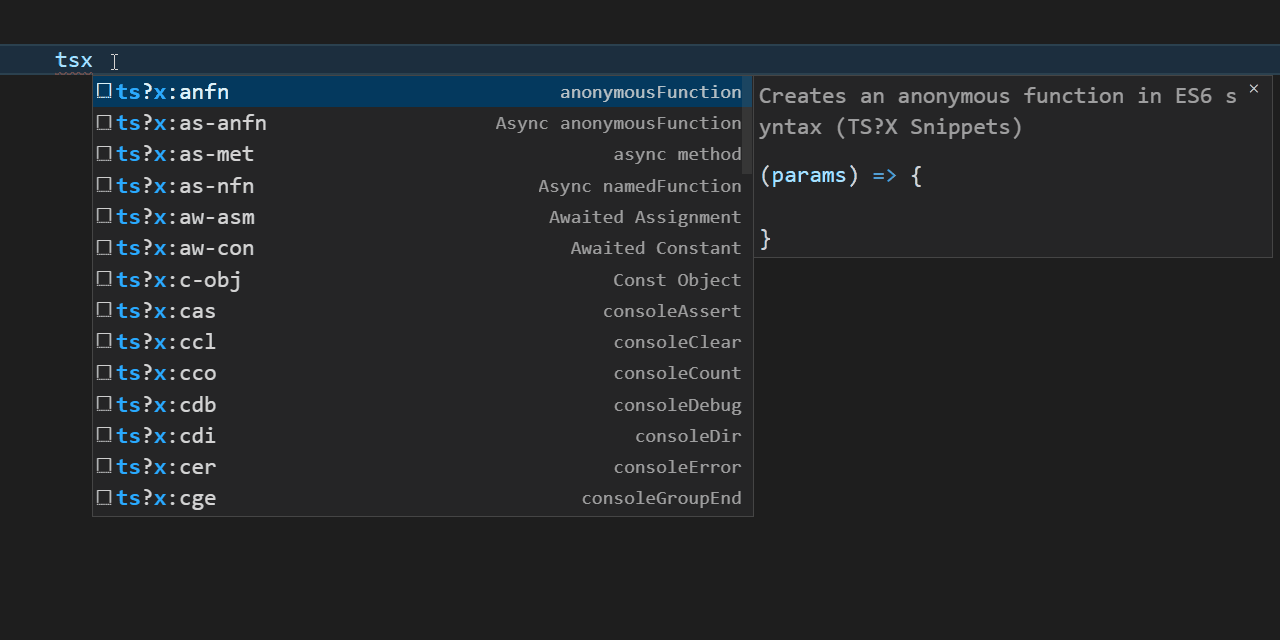 tsx
ts?x:anfn anonymousFunction
ts?x:as-anfn Async anonymousFunction
ts?x:as-met async method
ts?x:as-nfn Async namedFunction
ts?x:aw-asm Awaited Assignment
ts?x:aw-con Awaited Constant
ts?x:c-obj Const Object
ts?x:cas consoleAssert
ts?x:ccl consoleClear
ts?x:cco consoleCount
ts?x:cdb consoleDebug
ts?x:cdi consoleDir
ts?x:cer consoleError
ts?x:cge consoleGroupEnd
Creates an anonymous function in ES6 s
yntax (TS?X Snippets)
(params) => {
}